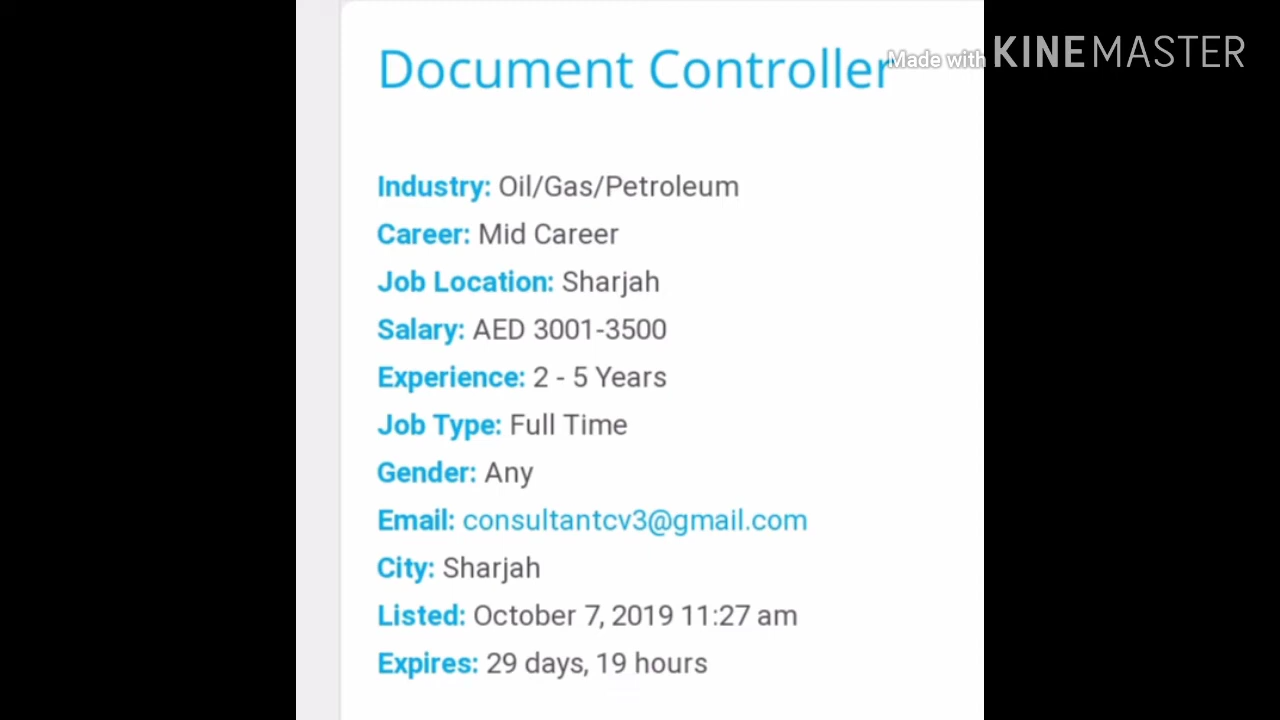 Document Controller
Made with KINEMASTER
Industry: Oil/Gas/Petroleum
Career: Mid Career
Job Location: Sharjah
Salary: AED 3001-3500
Experience: 2 - 5 Years
Job Type: Full Time
Gender: Any
Email: consultantcv3@gmail.com
City: Sharjah
Listed: October 7, 2019 11:27 am
Expires: 29 days, 19 hours